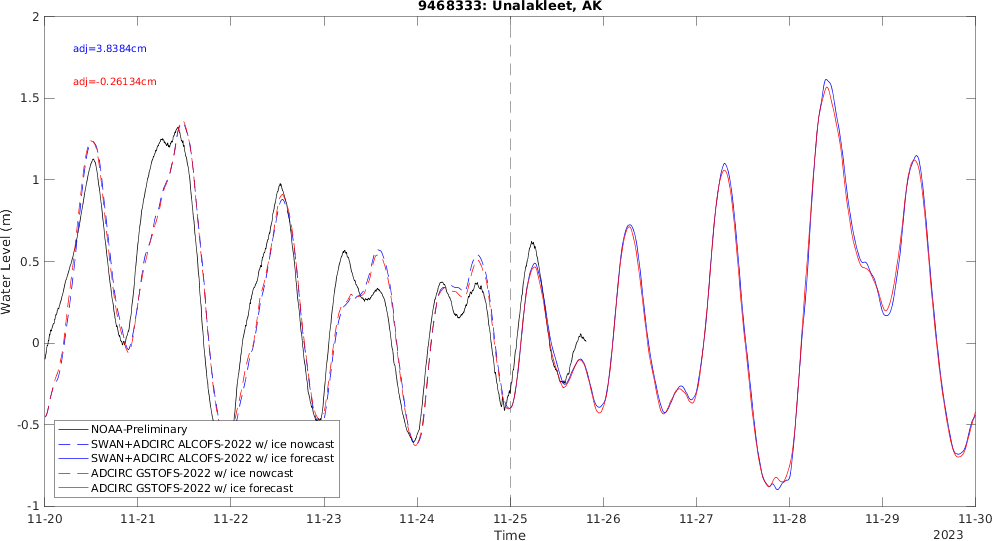 9468333: Unalakleet, AK
adj=3.8384cm
adj=-0.26134cm
Water Level (m)
2
1.5
1
0.5
0
-0.5
-1
NOAA-Preliminary
SWAN+ADCIRC ALCOFS-2022 w/ ice nowcast
SWAN+ADCIRC ALCOFS-2022 w/ ice forecast
ADCIRC GSTOFS-2022 w/ ice nowcast
ADCIRC GSTOFS-2022 w/ ice forecast
11-20 11-21 11-22 11-23 11-24 11-25 11-26 11-27 11-28 11-29 11-30
Time
2023